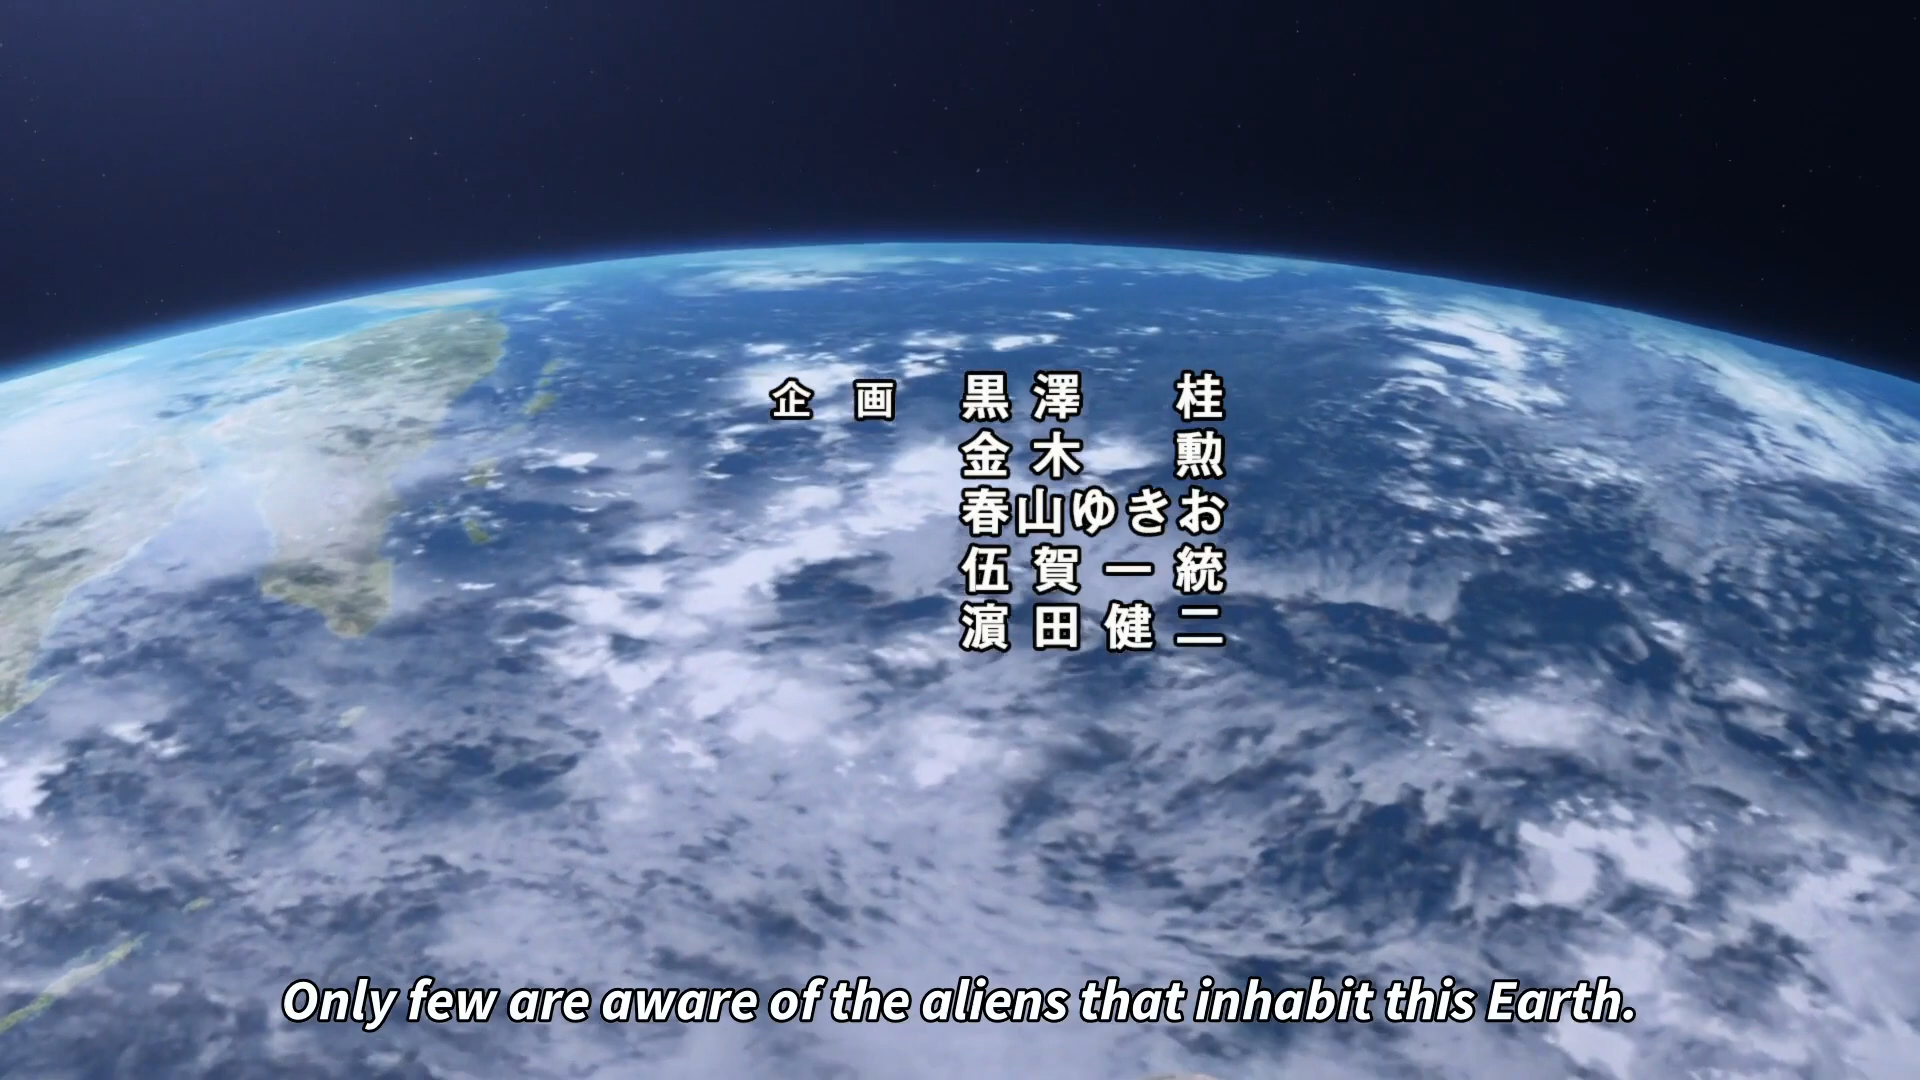 企画 黒澤 桂
金木 勲
春山ゆきお
伍賀一統
濵田健二
Only few are aware of the aliens that inhabit this Earth.